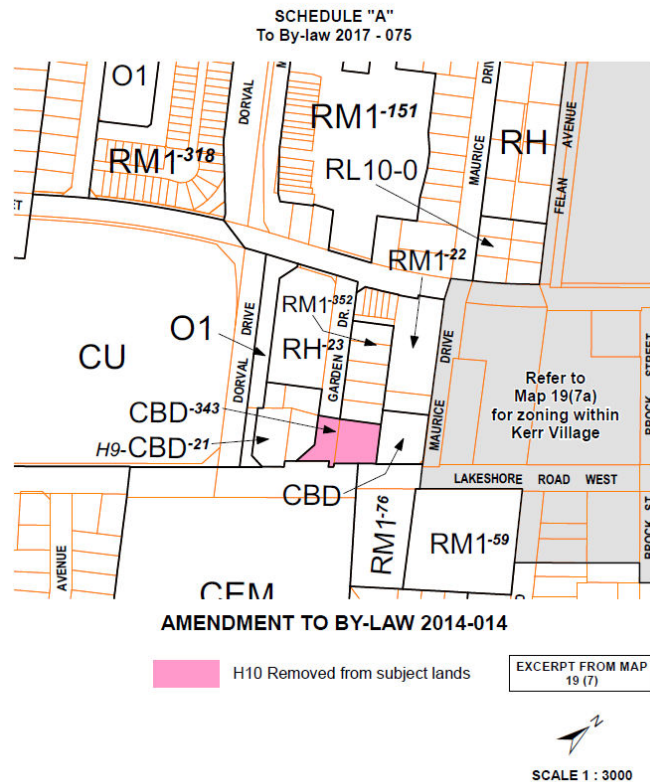 SCHEDULE "A"
To By-law 2017 - 075
O1
DORVAL
RM1-151
MAURICE
DRIV
RH
FELAN
AVENUE
RM1-318
RL10-0
ET
RM1-22
RM1-352
DR.
GARDEN
O1
RH-23
DORVAL
DRIVE
CU
MAURICE
DRIVE
Refer to
Map 19(7a)
for zoning within
Kerr Village
BROCK
STREET
CBD-343
H9-CBD-21
CBD
LAKESHORE ROAD WEST
RM1-76
RM1-59
BROCK ST
AVENUE
CEM
AMENDMENT TO BY-LAW 2014-014
H10 Removed from subject lands
EXCERPT FROM MAP
19 (7)
N
SCALE 1 : 3000